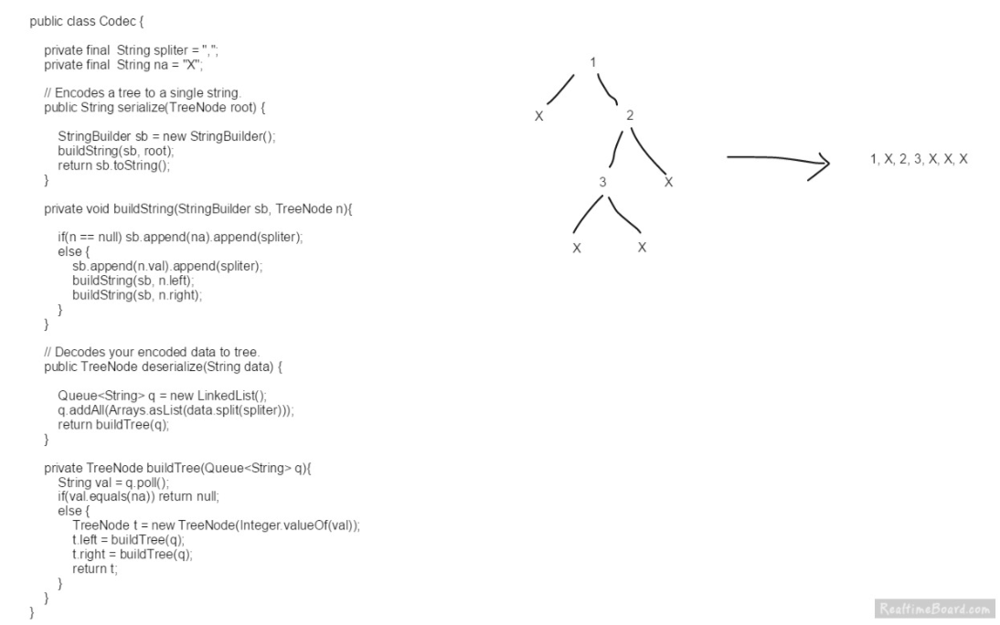 public class Codec {
private final  String spliter = ",";
private final  String na = "X";
// Encodes a tree to a single string.
public String serialize(TreeNode root) {
StringBuilder sb = new StringBuilder();
buildString(sb, root);
return sb.toString();
}
private void buildString(StringBuilder sb, TreeNode n){
if(n == null) sb.append(na).append(spliter);
else {
sb.append(n.val).append(spliter);
buildString(sb, n.left);
buildString(sb, n.right);
}
}
// Decodes your encoded data to tree.
public TreeNode deserialize(String data) {
Queue<String> q = new LinkedList();
q.addAll(Arrays.asList(data.split(spliter)));
return buildTree(q);
}
private TreeNode buildTree(Queue<String> q){
String val = q.poll();
if(val.equals(na)) return null;
else {
TreeNode t = new TreeNode(Integer.valueOf(val));
t.left = buildTree(q);
t.right = buildTree(q);
return t;
}
}
}
1
X 2
3 X
X X
1, X, 2, 3, X, X, X
RealtimeBoard.com